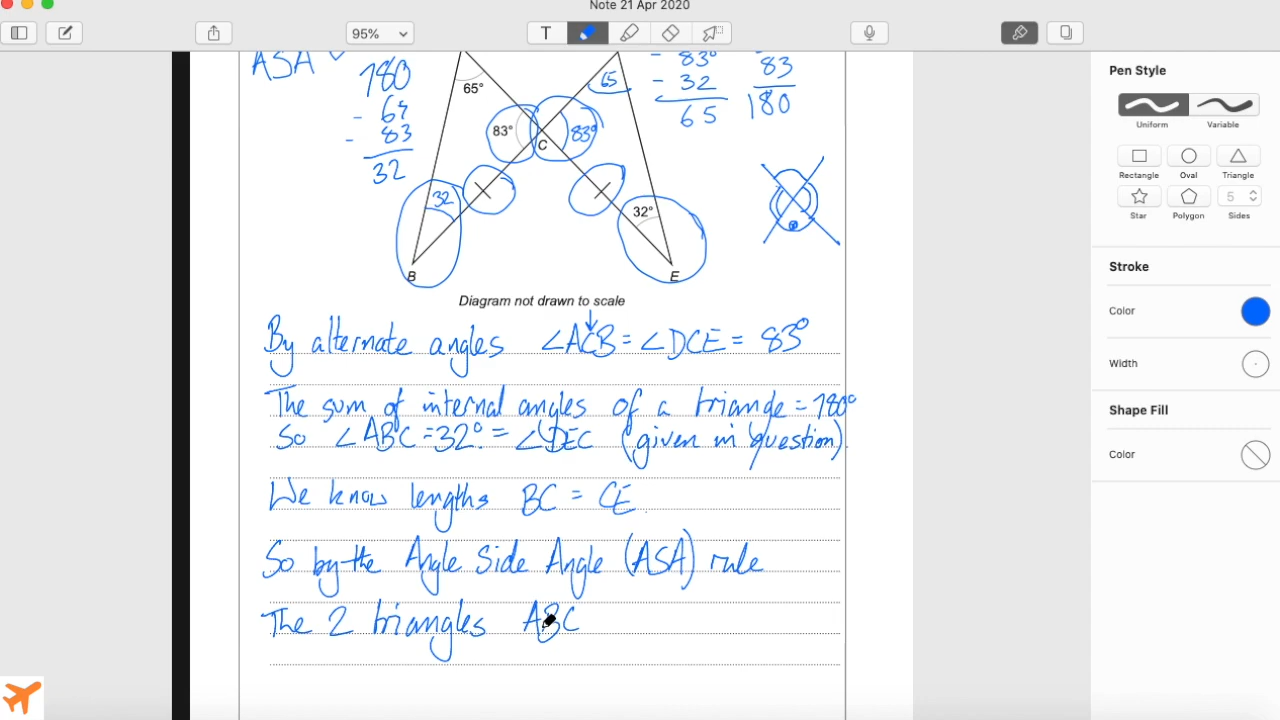 Note 21 Apr 2020
95%
T
Pen Style
Uniform
Variable
Rectangle
Oval
Triangle
Star
Polygon
5
Sides
Stroke
Color
Width
Shape Fill
Color
ASA
180
- 65
- 83
32
65°
83°
83°
C
65
- 83°
- 32
65
83
180
32
32°
B
E
Diagram not drawn to scale
By alternate angles ∠ACB = ∠DCE = 83°
The sum of internal angles of a triangle = 180°
So ∠ABC = 32° = ∠DEC (given in question).
We know lengths BC = CE
So by the Angle Side Angle (ASA) rule
The 2 triangles ABC